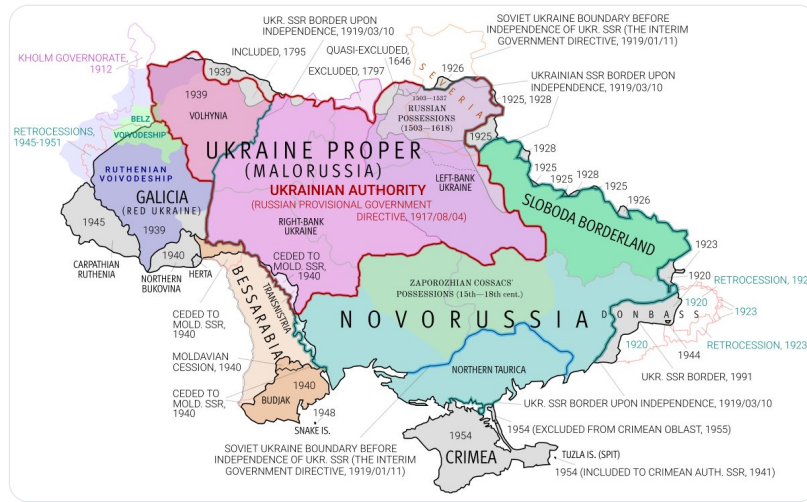 SOVIET UKRAINE BOUNDARY BEFORE
INDEPENDENCE OF UKR. SSR (THE INTERIM
GOVERNMENT DIRECTIVE, 1919/01/11)
UKR. SSR BORDER UPON
INDEPENDENCE, 1919/03/10
KHOLM GOVERNORATE,
1912
INCLUDED, 1795
QUASI-EXCLUDED,
1646
EXCLUDED, 1797
1926
SEVERIA
UKRAINIAN SSR BORDER UPON
INDEPENDENCE, 1919/03/10
1939
1939
VOLHYNIA
1503—1537
RUSSIAN
POSSESSIONS
(1503—1618)
1925, 1928
1925
BELZ
VOIVODESHIP
RETROCESSIONS,
1945-1951
RUTHENIAN
VOIVODESHIP
UKRAINE PROPER
(MALORUSSIA)
UKRAINIAN AUTHORITY
(RUSSIAN PROVISIONAL GOVERNMENT
DIRECTIVE, 1917/08/04)
LEFT-BANK
UKRAINE
1928
1925
1925
1928
1925
1926
GALICIA
(RED UKRAINE)
1939
RIGHT-BANK
UKRAINE
SLOBODA BORDERLAND
1945
1940
CARPATHIAN
RUTHENIA
NORTHERN
BUKOVINA
HERTA
CEDED TO
MOLD. SSR,
1940
1923
1920
RETROCESSION, 192
BESSARABIA
TRANSNISTRIA
ZAPOROZHIAN COSSACS'
POSSESSIONS (15th—18th cent.)
NOVORUSSIA
DONBASS
1920
1923
CEDED TO
MOLD. SSR,
1940
1920
1944
RETROCESSION, 1923
MOLDAVIAN
CESSION, 1940
NORTHERN TAURICA
UKR. SSR BORDER, 1991
CEDED TO
MOLD. SSR,
1940
1940
BUDJAK
1948
SNAKE IS.
UKR. SSR BORDER UPON INDEPENDENCE, 1919/03/10
1954 (EXCLUDED FROM CRIMEAN OBLAST, 1955)
SOVIET UKRAINE BOUNDARY BEFORE
INDEPENDENCE OF UKR. SSR (THE INTERIM
GOVERNMENT DIRECTIVE, 1919/01/11)
1954
CRIMEA
TUZLA IS. (SPIT)
1954 (INCLUDED TO CRIMEAN AUTH. SSR, 1941)